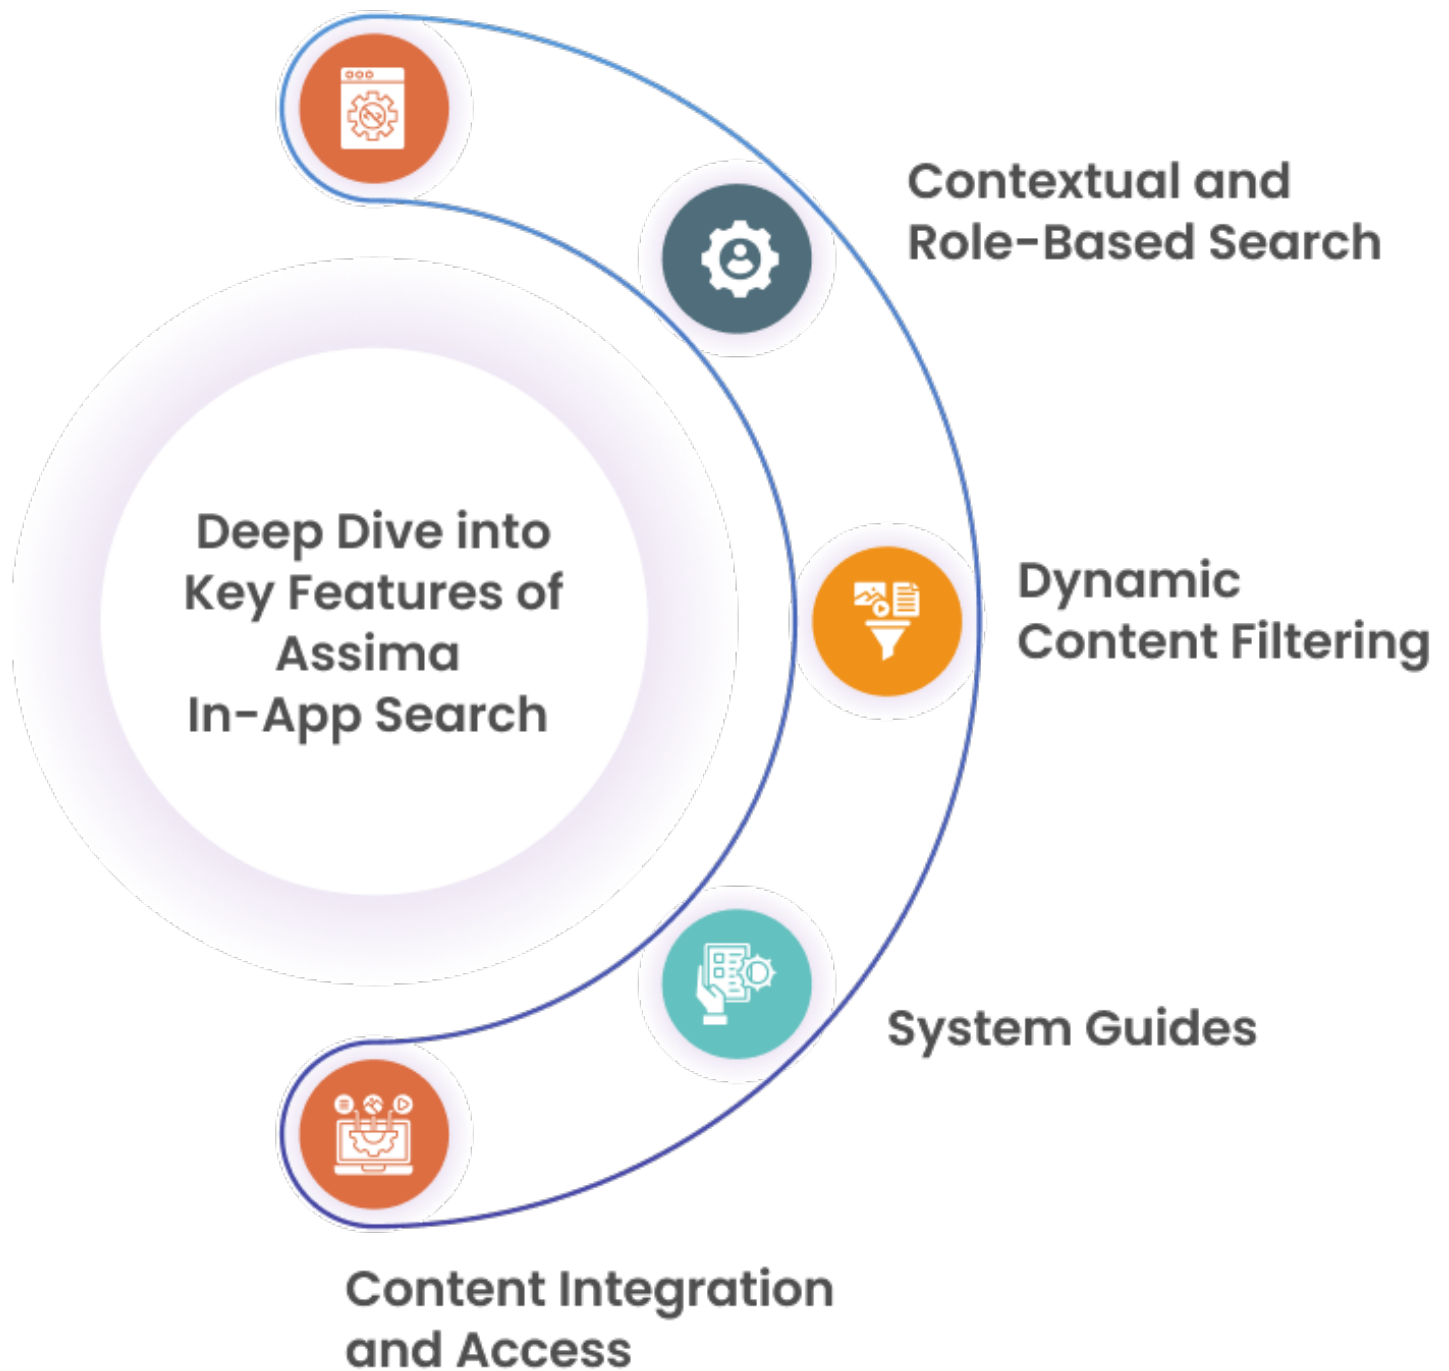 Contextual and
Role-Based Search
Deep Dive into
Key Features of
Assima
In-App Search
Dynamic
Content Filtering
System Guides
Content Integration
and Access